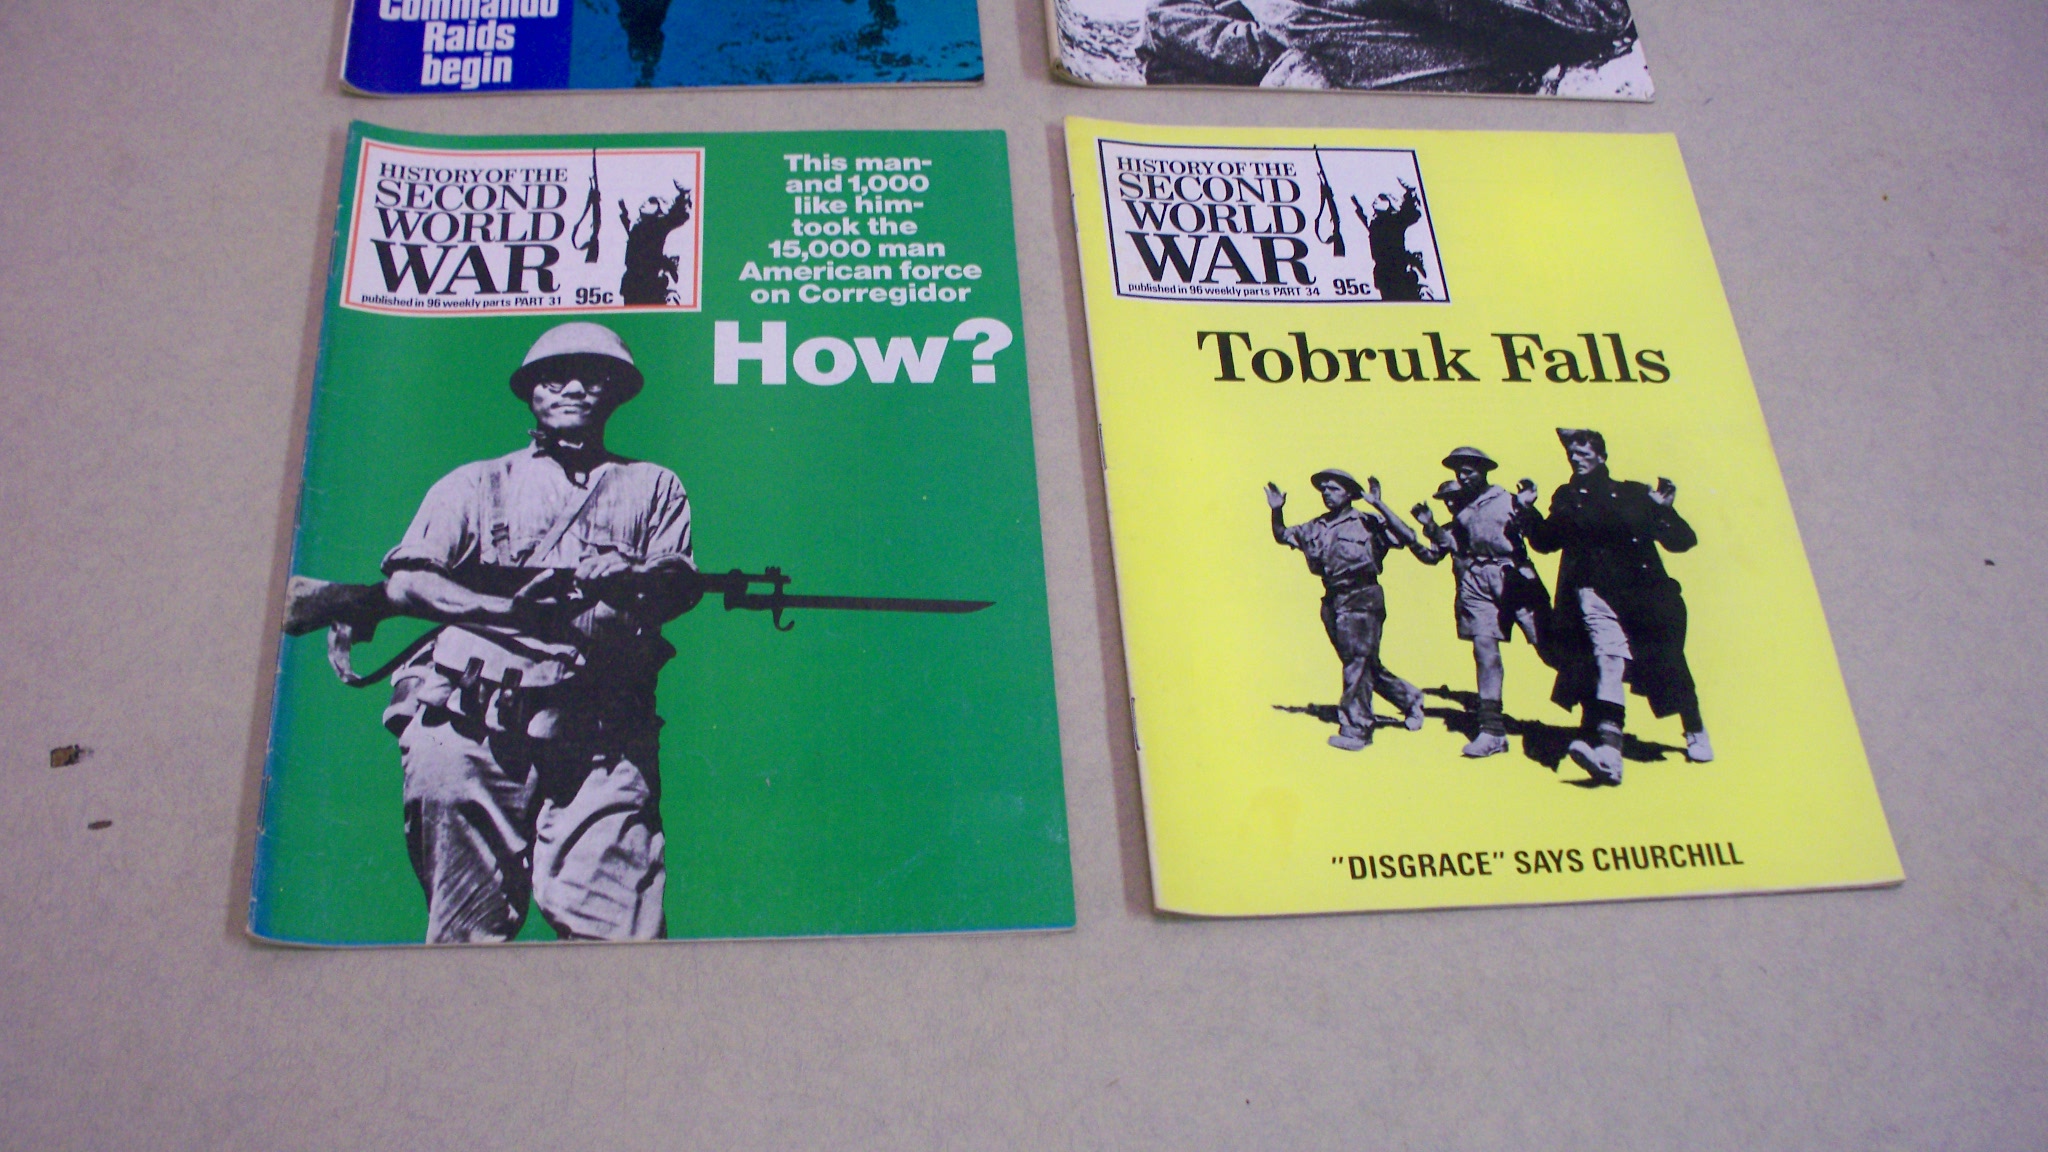 Commando
Raids
begin
HISTORY OF THE
SECOND
WORLD
WAR
published in 96 weekly parts PART 31 95c
This man-
and 1,000
like him-
took the
15,000 man
American force
on Corregidor
How?
HISTORY OF THE
SECOND
WORLD
WAR
published in 96 weekly parts PART 34 95c
Tobruk Falls
"DISGRACE" SAYS CHURCHILL